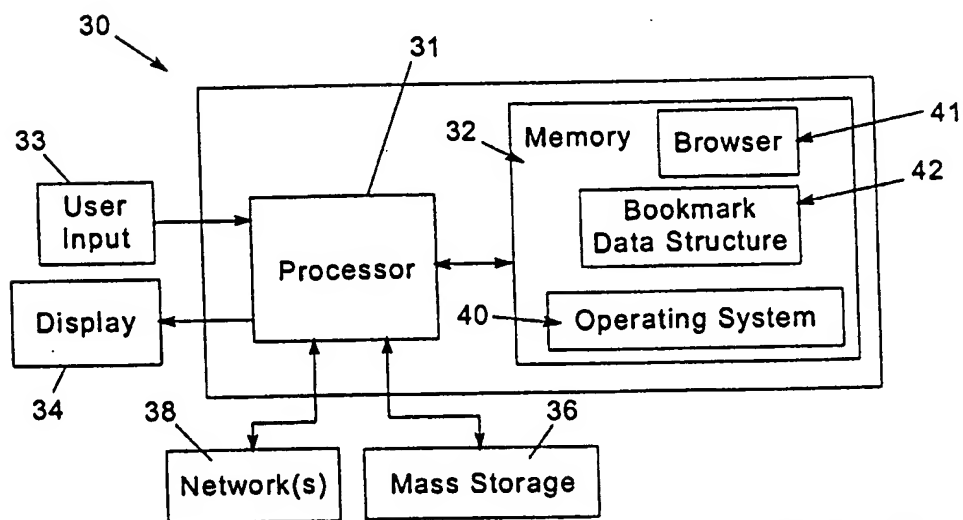 30
31
33
User
Input
Processor
32
Memory
Browser
41
42
Bookmark
Data Structure
40
Operating System
Display
34
38
36
Network(s)
Mass Storage